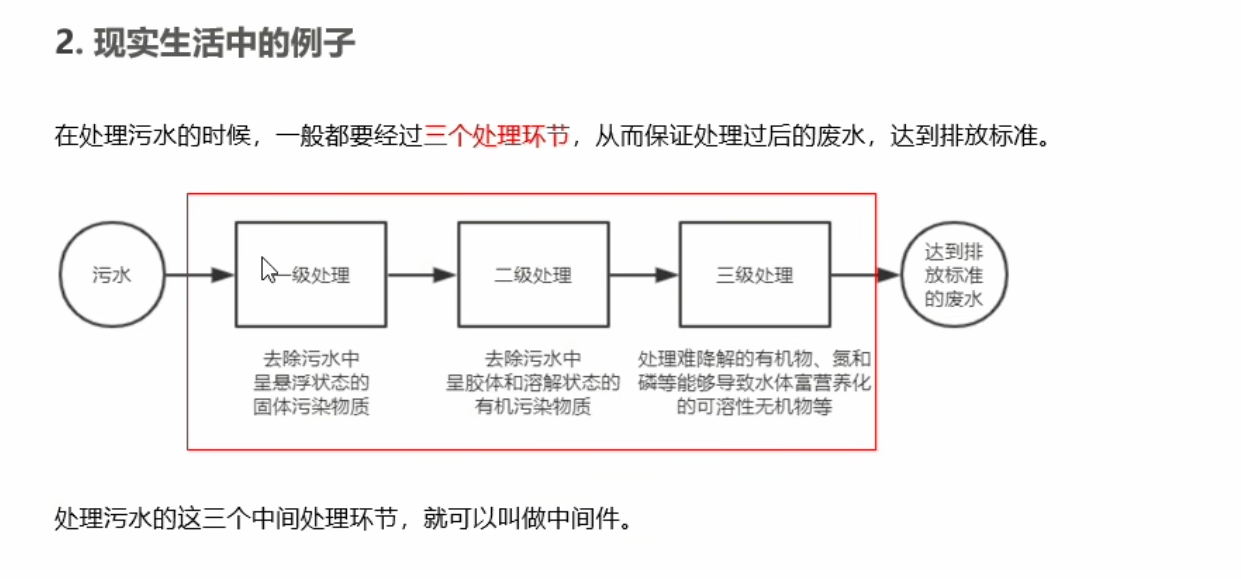 2. 现实生活中的例子
在处理污水的时候，一般都要经过三个处理环节，从而保证处理过后的废水，达到排放标准。
污水
一级处理
二级处理
三级处理
达到排
放标准
的废水
去除污水中
呈悬浮状态的
固体污染物质
去除污水中
呈胶体和溶解状态的
有机污染物质
处理难降解的有机物、氮和
磷等能够导致水体富营养化
的可溶性无机物等
处理污水的这三个中间处理环节，就可以叫做中间件。